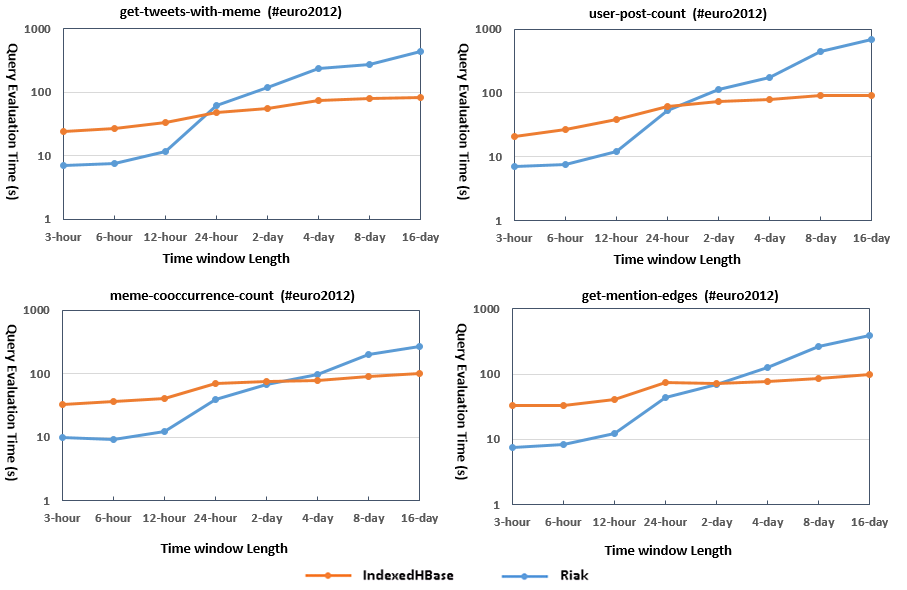 get-tweets-with-meme (#euro2012)
1000
100
10
1
Query Evaluation Time (s)
3-hour 6-hour 12-hour 24-hour 2-day 4-day 8-day 16-day
Time window Length
user-post-count (#euro2012)
1000
100
10
1
Query Evaluation Time (s)
3-hour 6-hour 12-hour 24-hour 2-day 4-day 8-day 16-day
Time window Length
meme-cooccurrence-count (#euro2012)
1000
100
10
1
Query Evaluation Time (s)
3-hour 6-hour 12-hour 24-hour 2-day 4-day 8-day 16-day
Time window Length
get-mention-edges (#euro2012)
1000
100
10
1
Query Evaluation Time (s)
3-hour 6-hour 12-hour 24-hour 2-day 4-day 8-day 16-day
Time window Length
IndexedHBase Riak